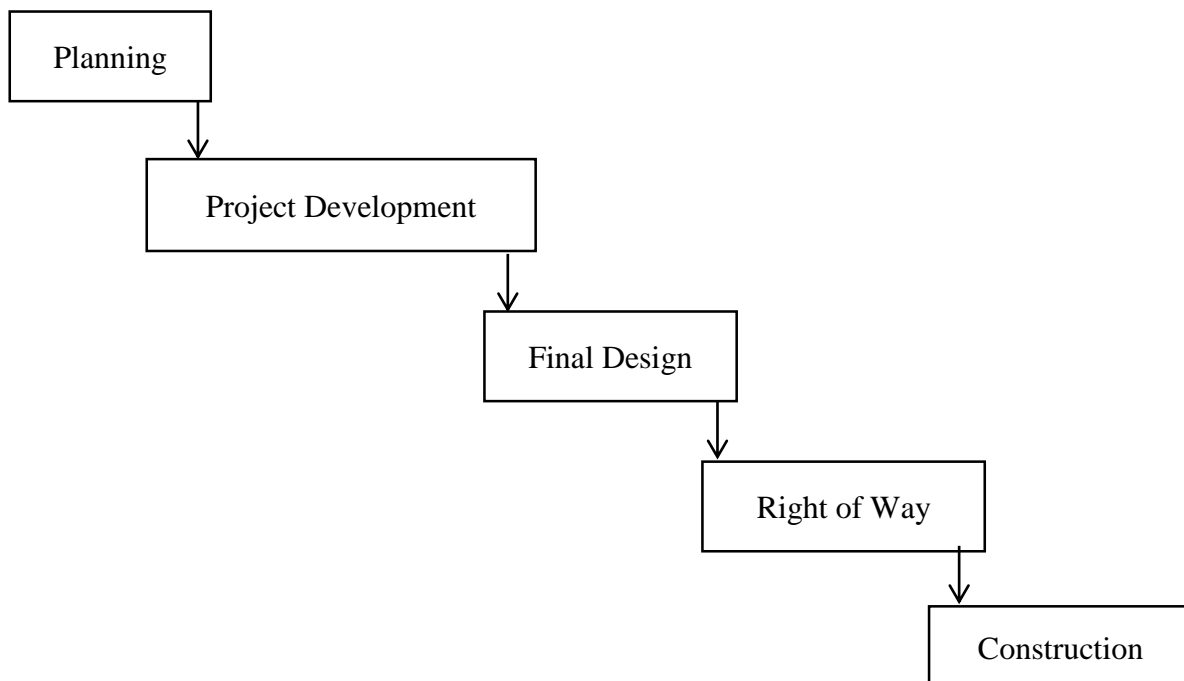 Planning
Project Development
Final Design
Right of Way
Construction